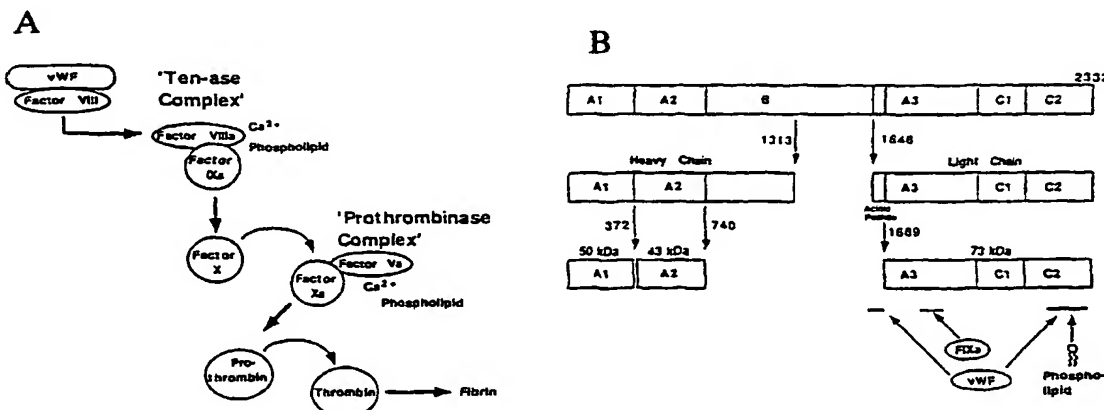 A
vWF
Factor VIII
'Ten-ase
Complex'
Factor VIIIa
Ca2+
Phospholipid
Factor
IXa
Factor
X
'Prothrombinase
Complex'
Factor Va
Factor
Xa
Ca2+
Phospholipid
Pro-
thrombin
Thrombin
Fibrin
B
2332
A1 A2 B A3 C1 C2
1313
1648
Heavy Chain
Light Chain
A1 A2
A3 C1 C2
Acidic
Peptide
372
740
1689
50 kDa
43 kDa
73 kDa
A1 A2
A3 C1 C2
FIXa
vWF
Phospho-
lipid